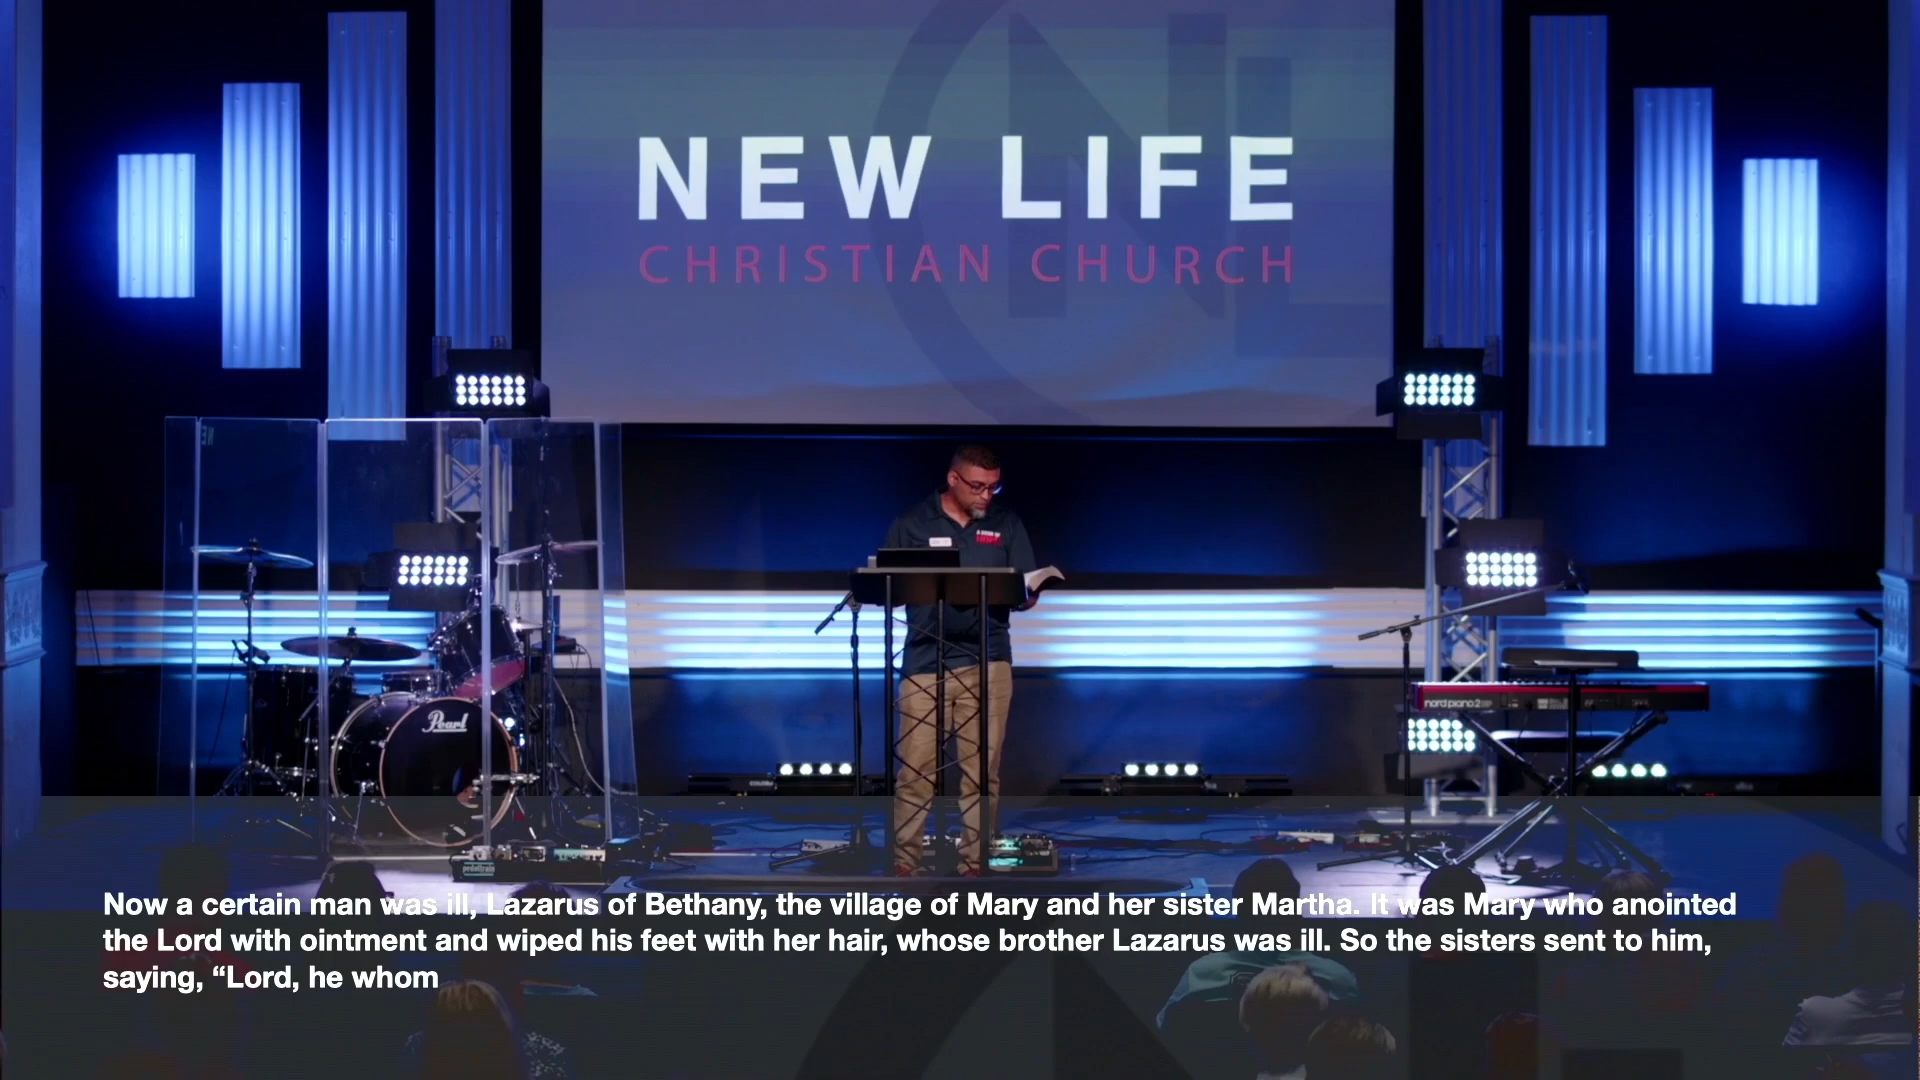 NEW LIFE
CHRISTIAN CHURCH
Pearl
nord piano 2
pedaltrain
Now a certain man was ill, Lazarus of Bethany, the village of Mary and her sister Martha. It was Mary who anointed
the Lord with ointment and wiped his feet with her hair, whose brother Lazarus was ill. So the sisters sent to him,
saying, “Lord, he whom